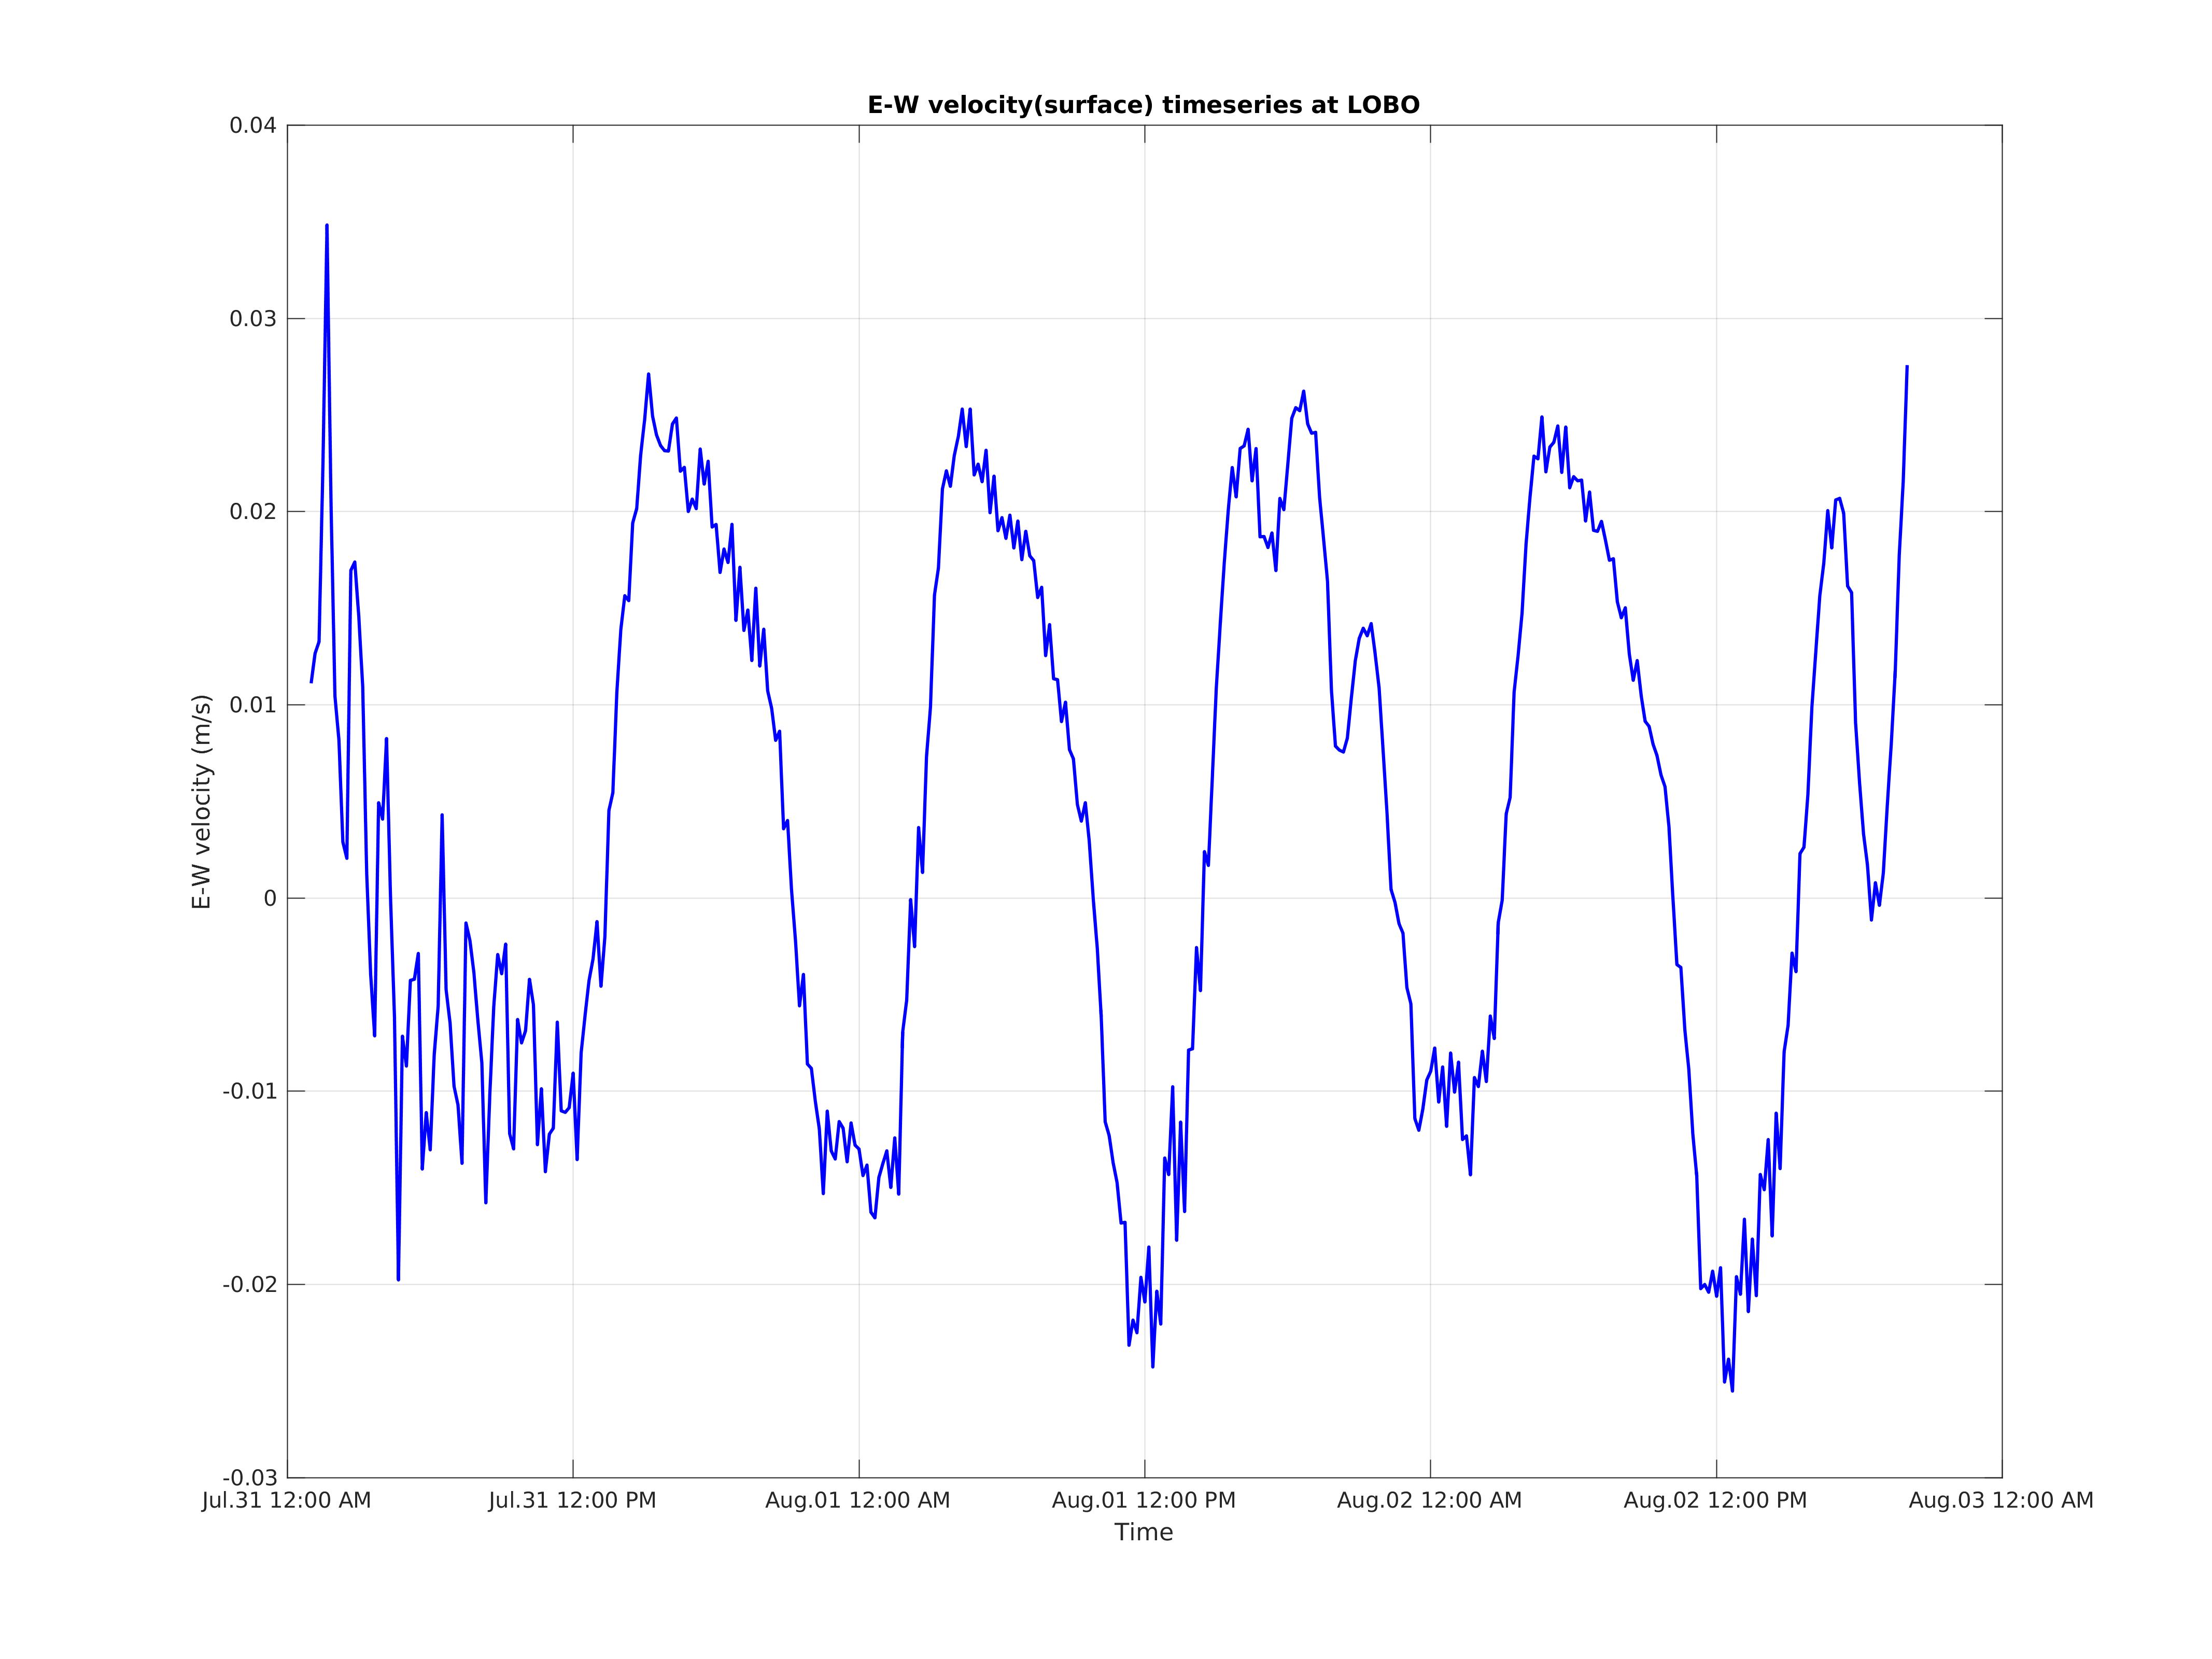 E-W velocity(surface) timeseries at LOBO
0.04
0.03
0.02
0.01
0
-0.01
-0.02
-0.03
E-W velocity (m/s)
Jul.31 12:00 AM
Jul.31 12:00 PM
Aug.01 12:00 AM
Aug.01 12:00 PM
Aug.02 12:00 AM
Aug.02 12:00 PM
Aug.03 12:00 AM
Time